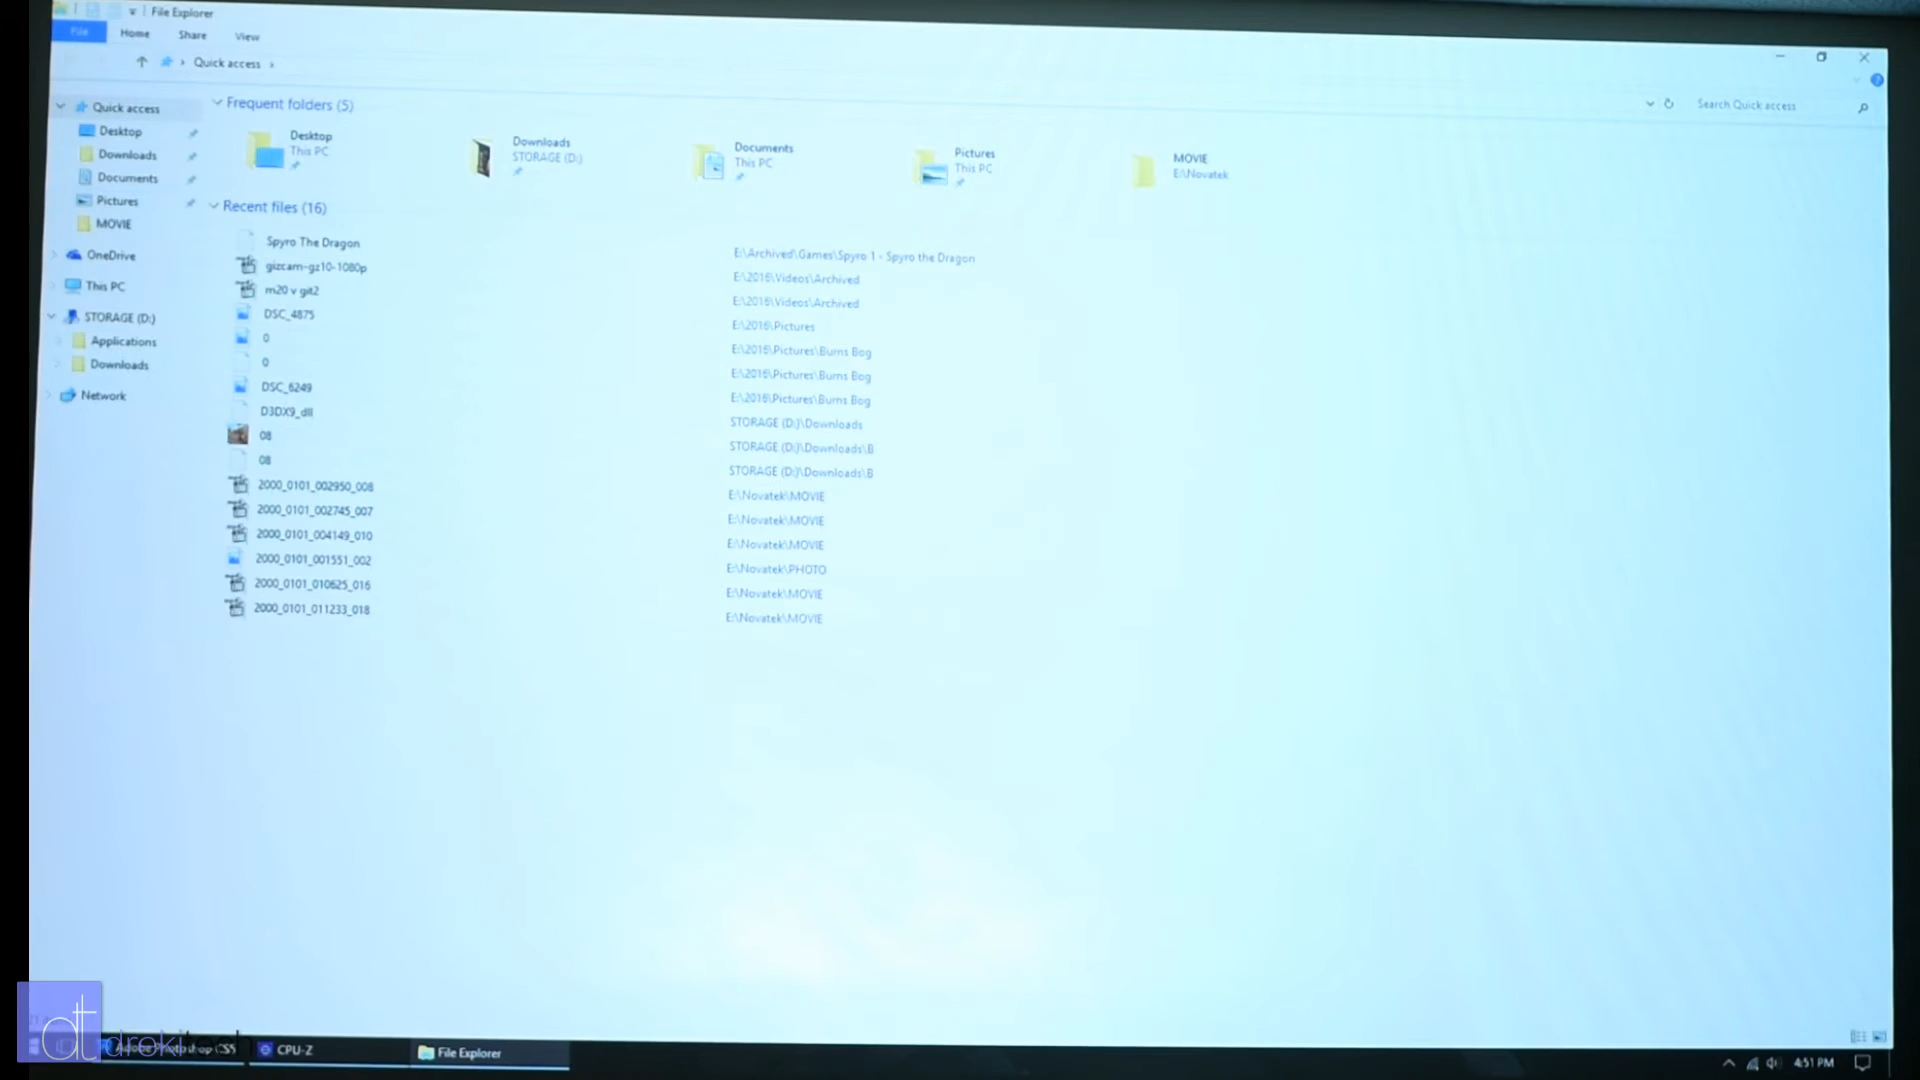 File Explorer
File
Home
Share
View
Quick access
Search Quick access
Quick access
Desktop
Downloads
Documents
Pictures
MOVIE
OneDrive
This PC
STORAGE (D:)
Applications
Downloads
Network
Frequent folders (5)
Desktop
This PC
Downloads
STORAGE (D:)
Documents
This PC
Pictures
This PC
MOVIE
E:\Novatek
Recent files (16)
Spyro The Dragon E:\Archived\Games\Spyro 1 - Spyro the Dragon
gizcam-gz10-1080p E:\2016\Videos\Archived
m20 v git2 E:\2016\Videos\Archived
DSC_4875 E:\2016\Pictures
0 E:\2016\Pictures\Burns Bog
0 E:\2016\Pictures\Burns Bog
DSC_6249 E:\2016\Pictures\Burns Bog
D3DX9_dll STORAGE (D:)\Downloads
08 STORAGE (D:)\Downloads\B
08 STORAGE (D:)\Downloads\B
2000_0101_002950_008 E:\Novatek\MOVIE
2000_0101_002745_007 E:\Novatek\MOVIE
2000_0101_004149_010 E:\Novatek\MOVIE
2000_0101_001551_002 E:\Novatek\PHOTO
2000_0101_010625_016 E:\Novatek\MOVIE
2000_0101_011233_018 E:\Novatek\MOVIE
dt drokitech
Adobe Photoshop CS5
CPU-Z
File Explorer
4:51 PM